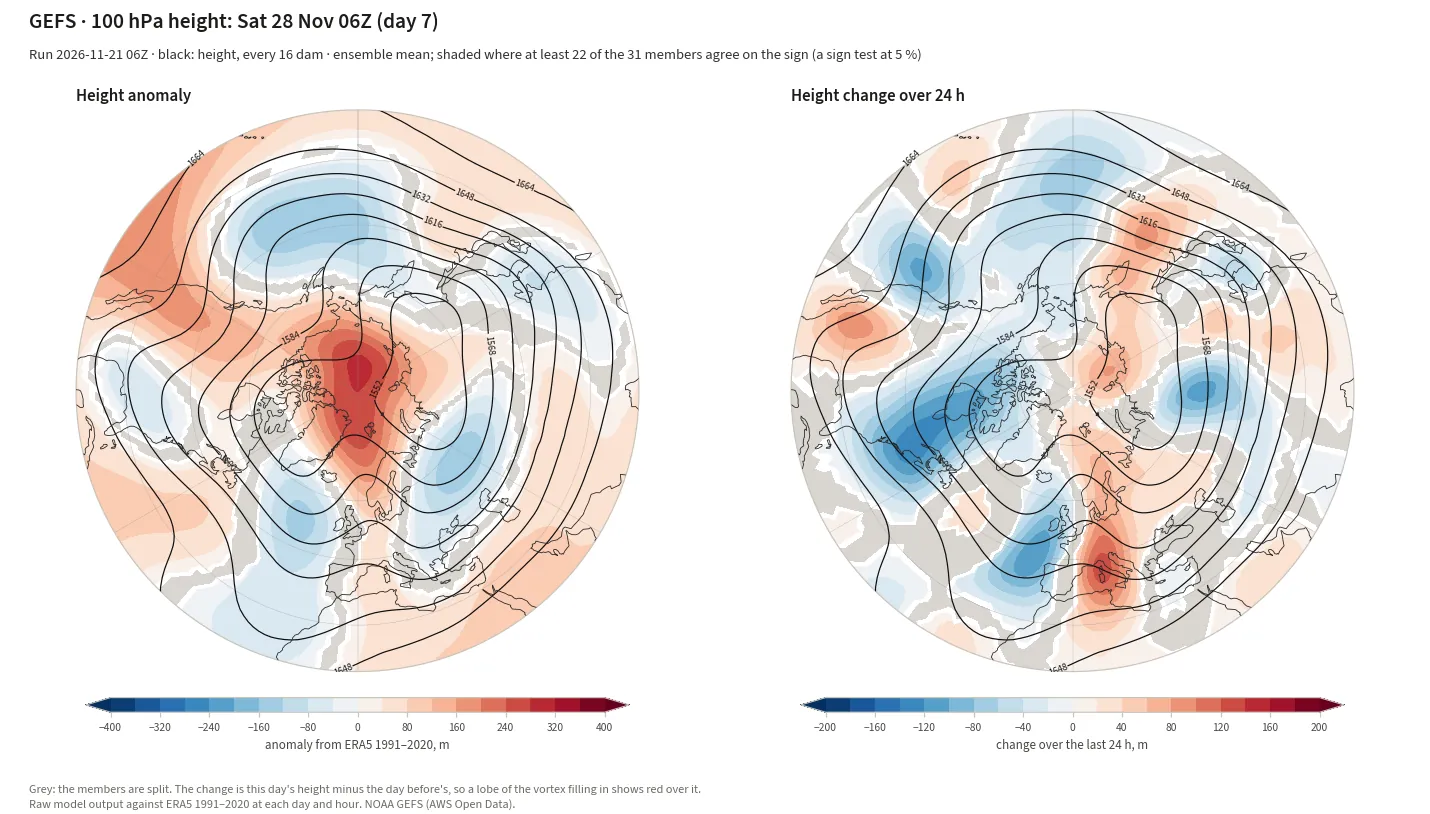 GEFS · 100 hPa height: Sat 28 Nov 06Z (day 7)
Run 2026-11-21 06Z · black: height, every 16 dam · ensemble mean; shaded where at least 22 of the 31 members agree on the sign (a sign test at 5 %)
Height anomaly
Height change over 24 h
1664
1632
1648
1664
1616
1584
1568
1552
1648
1664
1632
1648
1664
1616
1584
1568
1552
1648
−400 −320 −240 −160 −80 0 80 160 240 320 400
anomaly from ERA5 1991–2020, m
−200 −160 −120 −80 −40 0 40 80 120 160 200
change over the last 24 h, m
Grey: the members are split. The change is this day's height minus the day before's, so a lobe of the vortex filling in shows red over it.
Raw model output against ERA5 1991–2020 at each day and hour. NOAA GEFS (AWS Open Data).